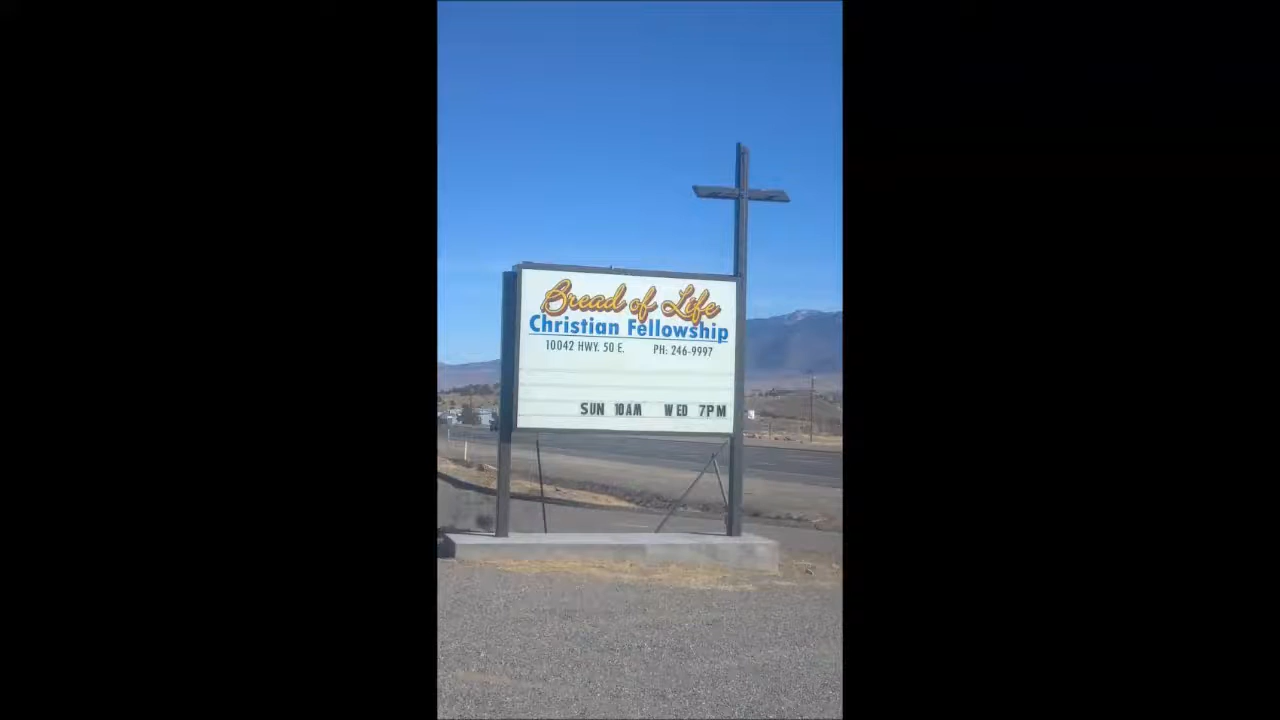 Bread of Life
Christian Fellowship
10042 HWY. 50 E. PH: 246-9997
SUN 10AM WED 7PM